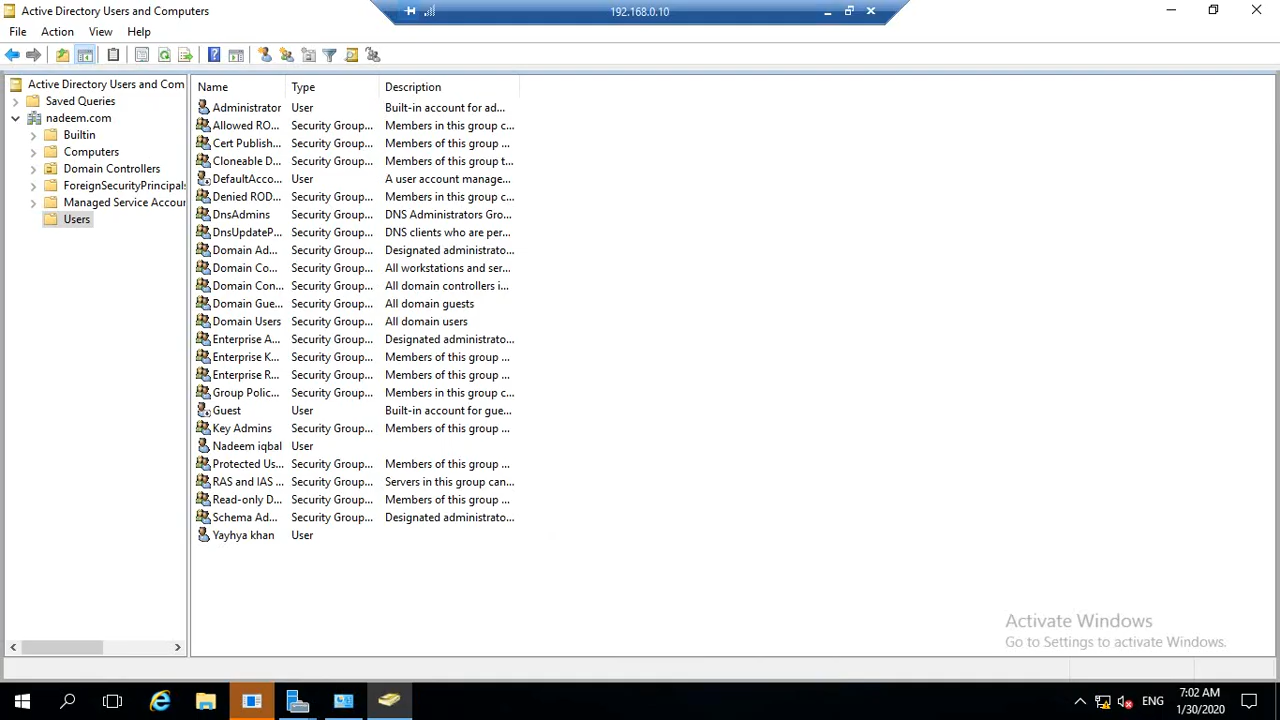 Active Directory Users and Computers
192.168.0.10
File Action View Help
Active Directory Users and Com
Saved Queries
nadeem.com
Builtin
Computers
Domain Controllers
ForeignSecurityPrincipals
Managed Service Accour
Users
Name Type Description
Administrator User Built-in account for ad...
Allowed RO... Security Group... Members in this group c...
Cert Publish... Security Group... Members of this group ...
Cloneable D... Security Group... Members of this group t...
DefaultAcco... User A user account manage...
Denied ROD... Security Group... Members in this group c...
DnsAdmins Security Group... DNS Administrators Gro...
DnsUpdateP... Security Group... DNS clients who are per...
Domain Ad... Security Group... Designated administrato...
Domain Co... Security Group... All workstations and ser...
Domain Con... Security Group... All domain controllers i...
Domain Gue... Security Group... All domain guests
Domain Users Security Group... All domain users
Enterprise A... Security Group... Designated administrato...
Enterprise K... Security Group... Members of this group ...
Enterprise R... Security Group... Members of this group ...
Group Polic... Security Group... Members in this group c...
Guest User Built-in account for gue...
Key Admins Security Group... Members of this group ...
Nadeem iqbal User
Protected Us... Security Group... Members of this group ...
RAS and IAS ... Security Group... Servers in this group can...
Read-only D... Security Group... Members of this group ...
Schema Ad... Security Group... Designated administrato...
Yayhya khan User
Activate Windows
Go to Settings to activate Windows.
ENG
7:02 AM
1/30/2020